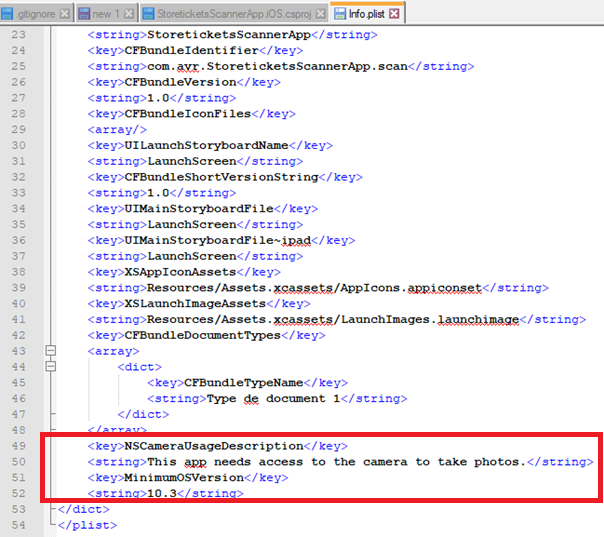 .gitignore new 1 StoreticketsScannerApp.iOS.csproj Info.plist
23 <string>StoreticketsScannerApp</string>
24 <key>CFBundleIdentifier</key>
25 <string>com.avr.StoreticketsScannerApp.scan</string>
26 <key>CFBundleVersion</key>
27 <string>1.0</string>
28 <key>CFBundleIconFiles</key>
29 <array/>
30 <key>UILaunchStoryboardName</key>
31 <string>LaunchScreen</string>
32 <key>CFBundleShortVersionString</key>
33 <string>1.0</string>
34 <key>UIMainStoryboardFile</key>
35 <string>LaunchScreen</string>
36 <key>UIMainStoryboardFile~ipad</key>
37 <string>LaunchScreen</string>
38 <key>XSAppIconAssets</key>
39 <string>Resources/Assets.xcassets/AppIcons.appiconset</string>
40 <key>XSLaunchImageAssets</key>
41 <string>Resources/Assets.xcassets/LaunchImages.launchimage</string>
42 <key>CFBundleDocumentTypes</key>
43 <array>
44 <dict>
45 <key>CFBundleTypeName</key>
46 <string>Type de document 1</string>
47 </dict>
48 </array>
49 <key>NSCameraUsageDescription</key>
50 <string>This app needs access to the camera to take photos.</string>
51 <key>MinimumOSVersion</key>
52 <string>10.3</string>
53 </dict>
54 </plist>